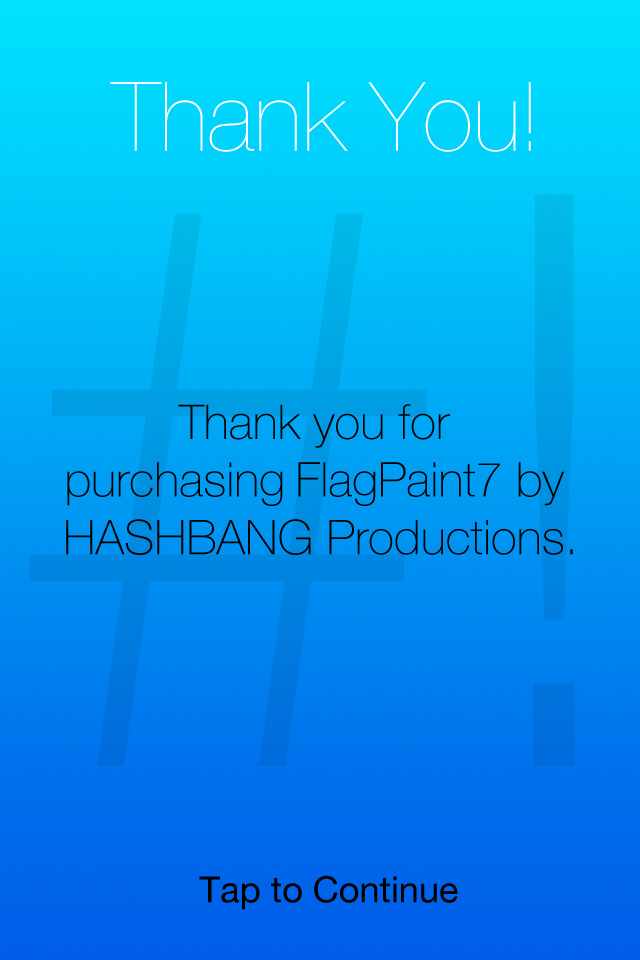 Thank You!
#!
Thank you for
purchasing FlagPaint7 by
HASHBANG Productions.
Tap to Continue